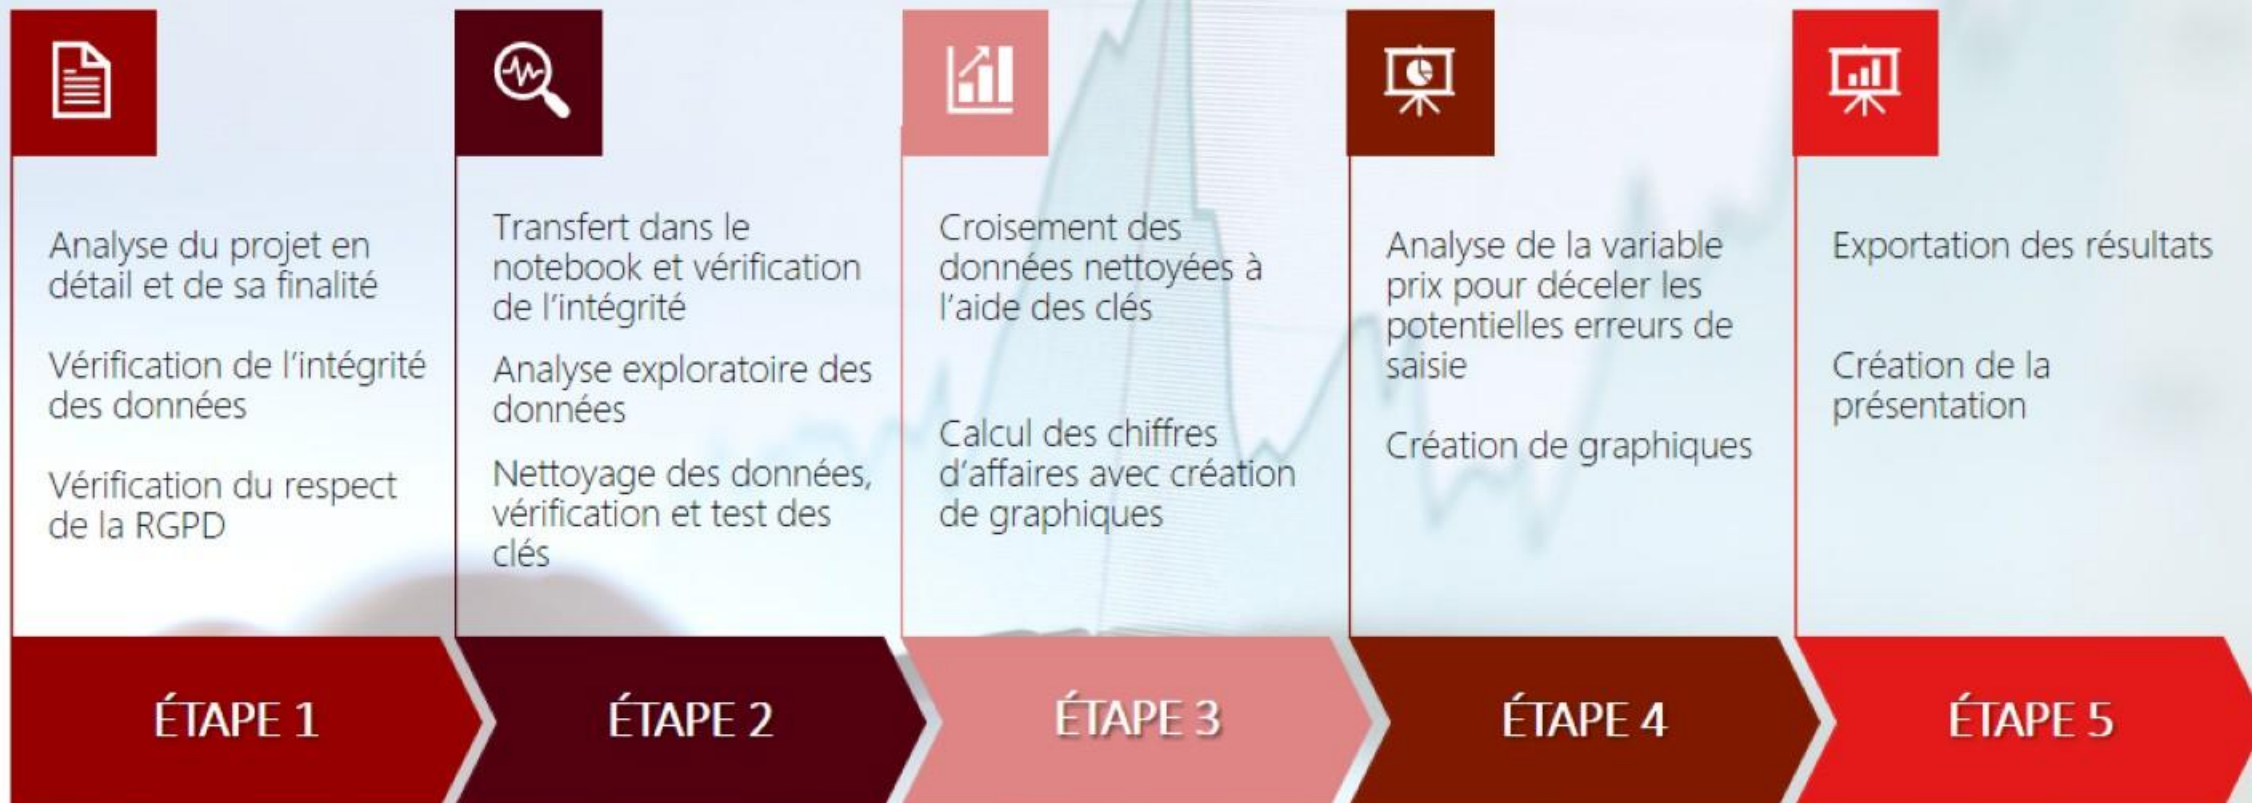 Analyse du projet en
détail et de sa finalité
Vérification de l’intégrité
des données
Vérification du respect
de la RGPD
ÉTAPE 1
Transfert dans le
notebook et vérification
de l’intégrité
Analyse exploratoire des
données
Nettoyage des données,
vérification et test des
clés
ÉTAPE 2
Croisement des
données nettoyées à
l’aide des clés
Calcul des chiffres
d’affaires avec création
de graphiques
ÉTAPE 3
Analyse de la variable
prix pour déceler les
potentielles erreurs de
saisie
Création de graphiques
ÉTAPE 4
Exportation des résultats
Création de la
présentation
ÉTAPE 5